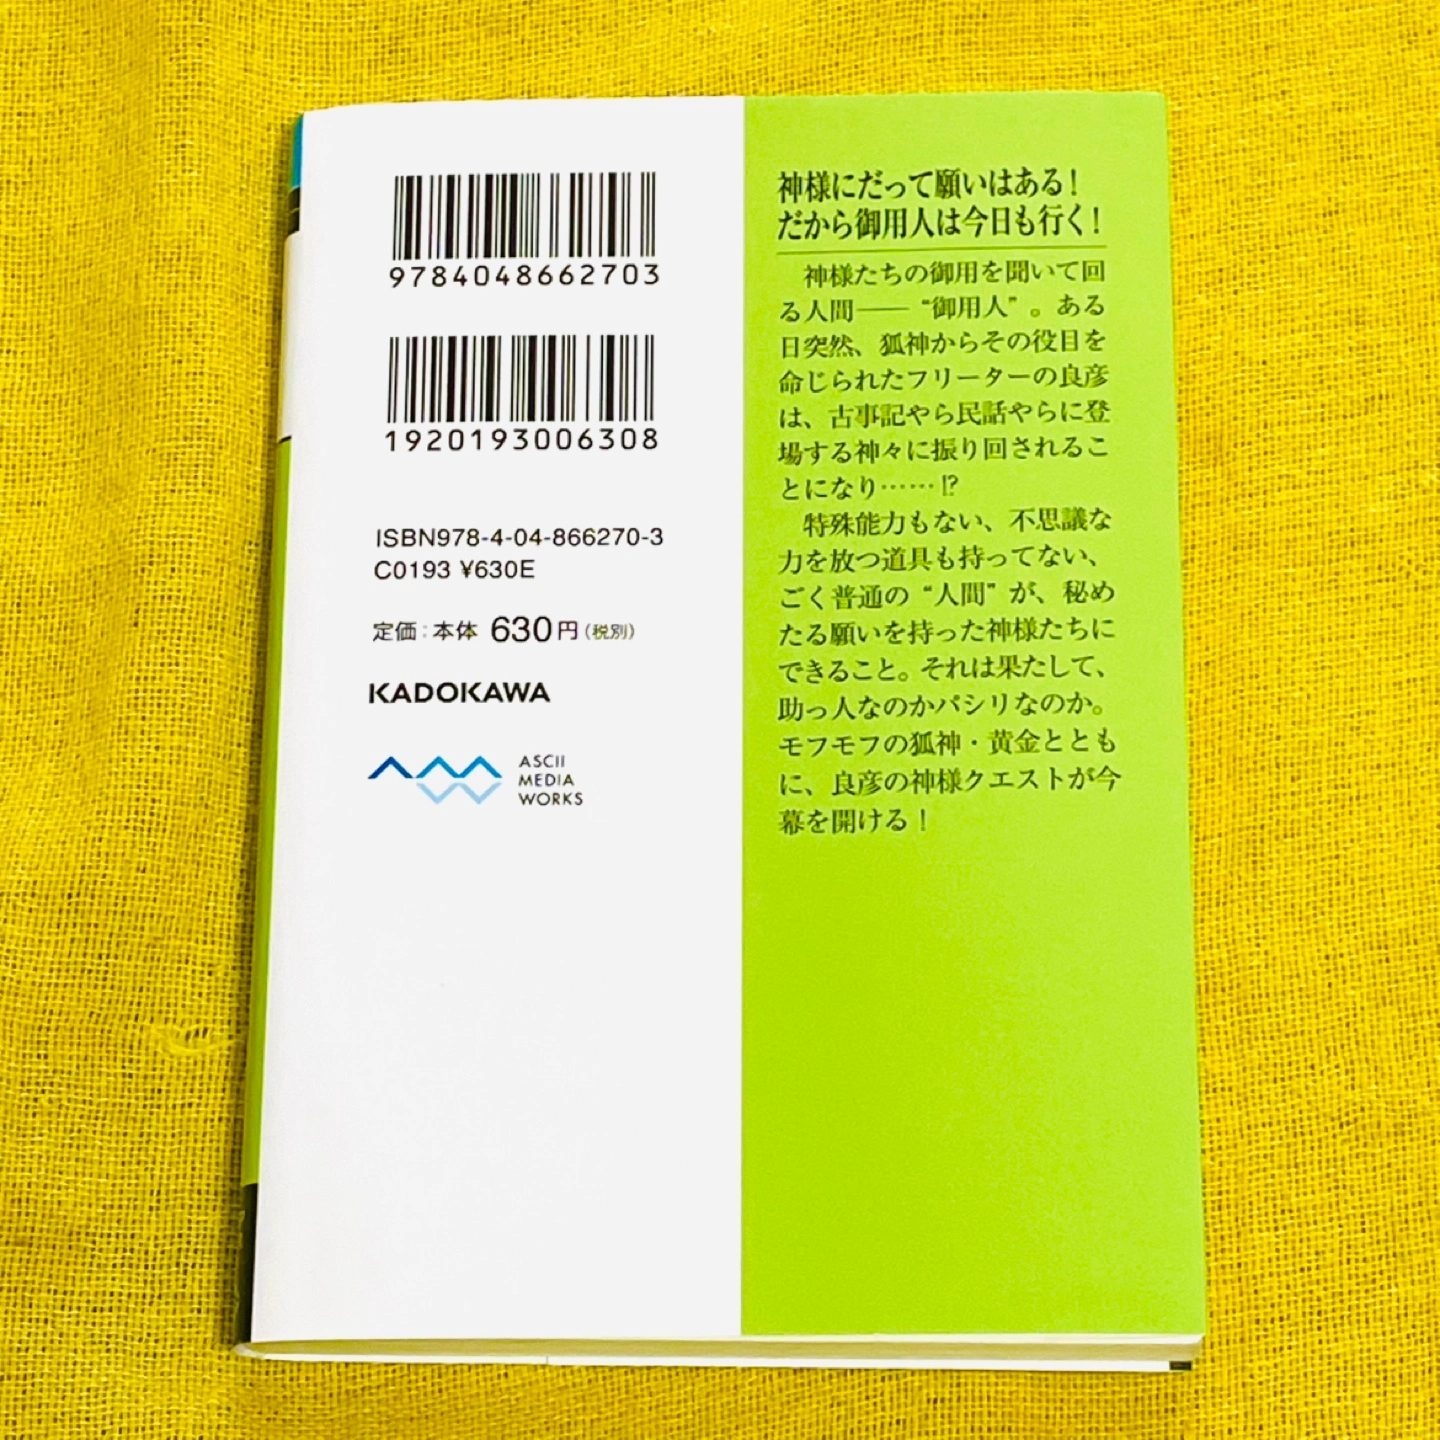 9784048662703
1920193006308
ISBN978-4-04-866270-3
C0193 ¥630E
定価:本体 630円(税別)
KADOKAWA
ASCII
MEDIA
WORKS
神様にだって願いはある!
だから御用人は今日も行く!
神様たちの御用を聞いて回
る人間――“御用人”。ある
日突然、狐神からその役目を
命じられたフリーターの良彦
は、古事記やら民話やらに登
場する神々に振り回されるこ
とになり……!?
特殊能力もない、不思議な
力を放つ道具も持ってない、
ごく普通の“人間”が、秘め
たる願いを持った神様たちに
できること。それは果たして、
助っ人なのかパシリなのか。
モフモフの狐神・黄金ととも
に、良彦の神様クエストが今
幕を開ける!